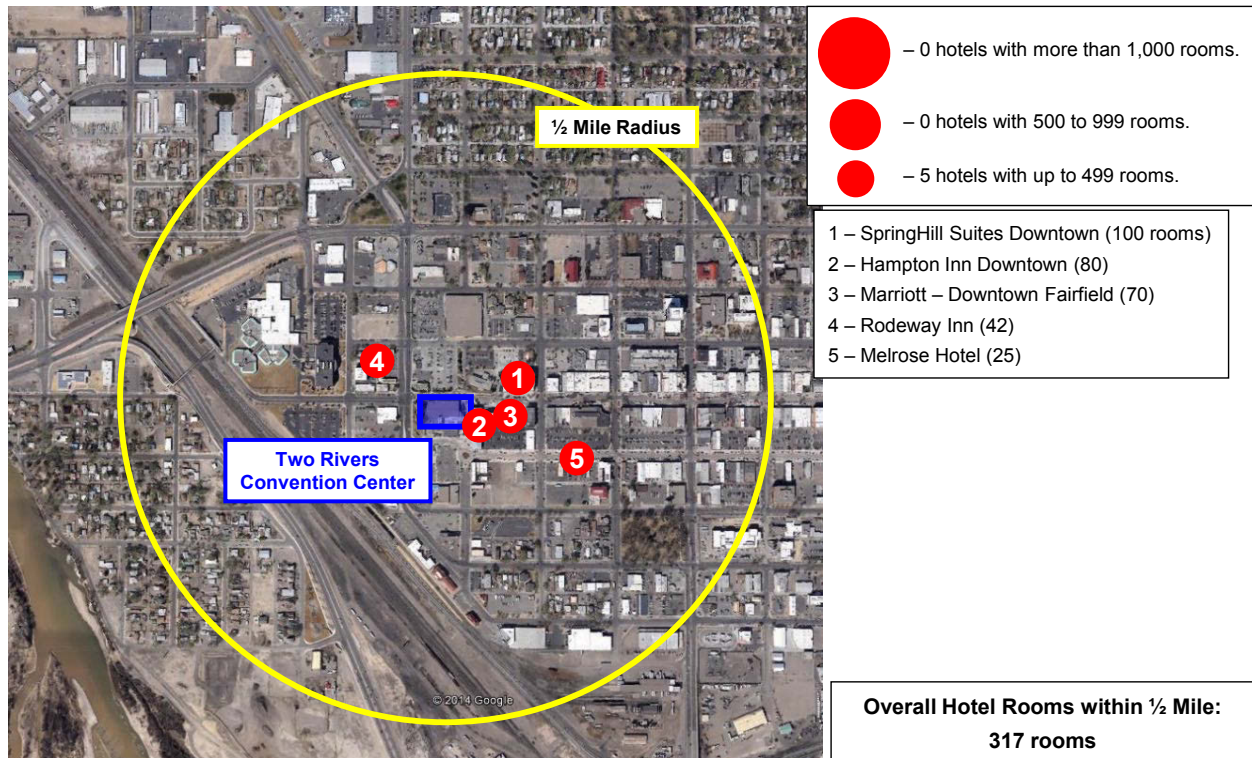 ½ Mile Radius
4
1
3
2
5
Two Rivers
Convention Center
© 2014 Google
– 0 hotels with more than 1,000 rooms.
– 0 hotels with 500 to 999 rooms.
– 5 hotels with up to 499 rooms.
1 – SpringHill Suites Downtown (100 rooms)
2 – Hampton Inn Downtown (80)
3 – Marriott – Downtown Fairfield (70)
4 – Rodeway Inn (42)
5 – Melrose Hotel (25)
Overall Hotel Rooms within ½ Mile:
317 rooms